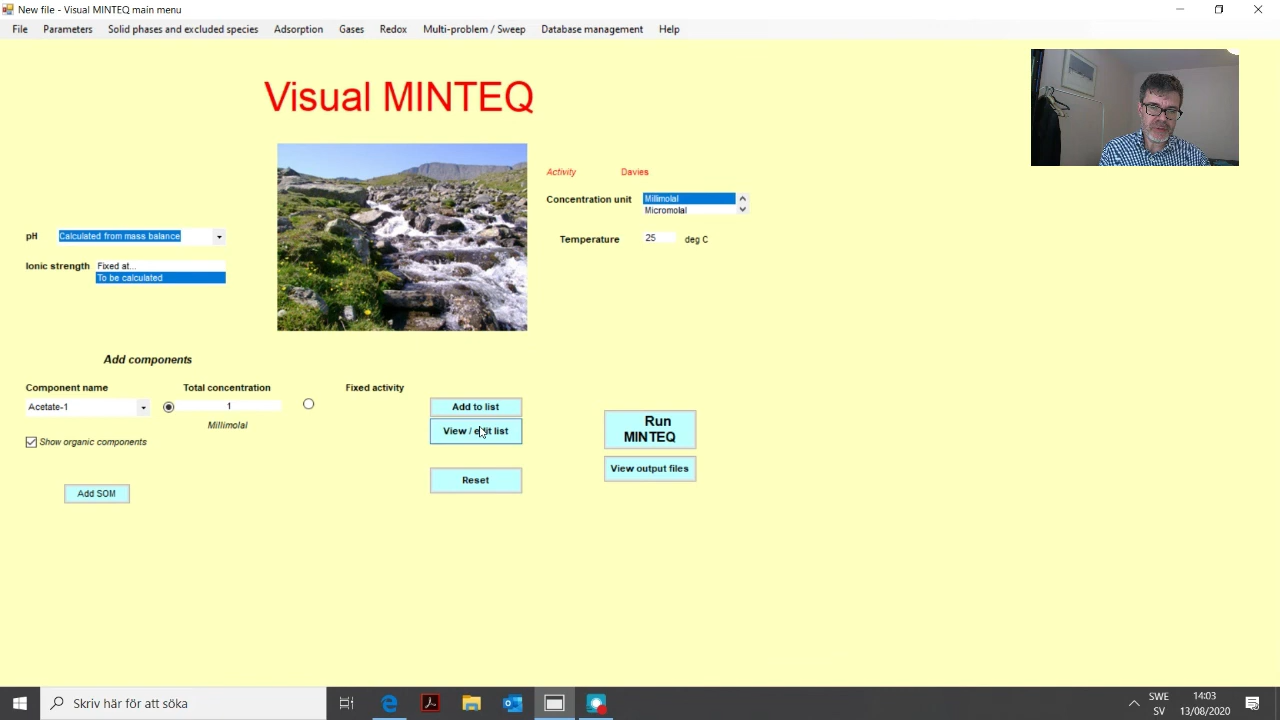 New file - Visual MINTEQ main menu
File Parameters Solid phases and excluded species Adsorption Gases Redox Multi-problem / Sweep Database management Help
Visual MINTEQ
Activity Davies
Concentration unit Millimolal
Micromolal
pH Calculated from mass balance
Temperature 25 deg C
Ionic strength Fixed at...
To be calculated
Add components
Component name Total concentration Fixed activity
Acetate-1 1 Add to list
Millimolal
View / edit list
Run
MINTEQ
Show organic components
View output files
Reset
Add SOM
Skriv här för att söka
SWE 14:03
SV 13/08/2020